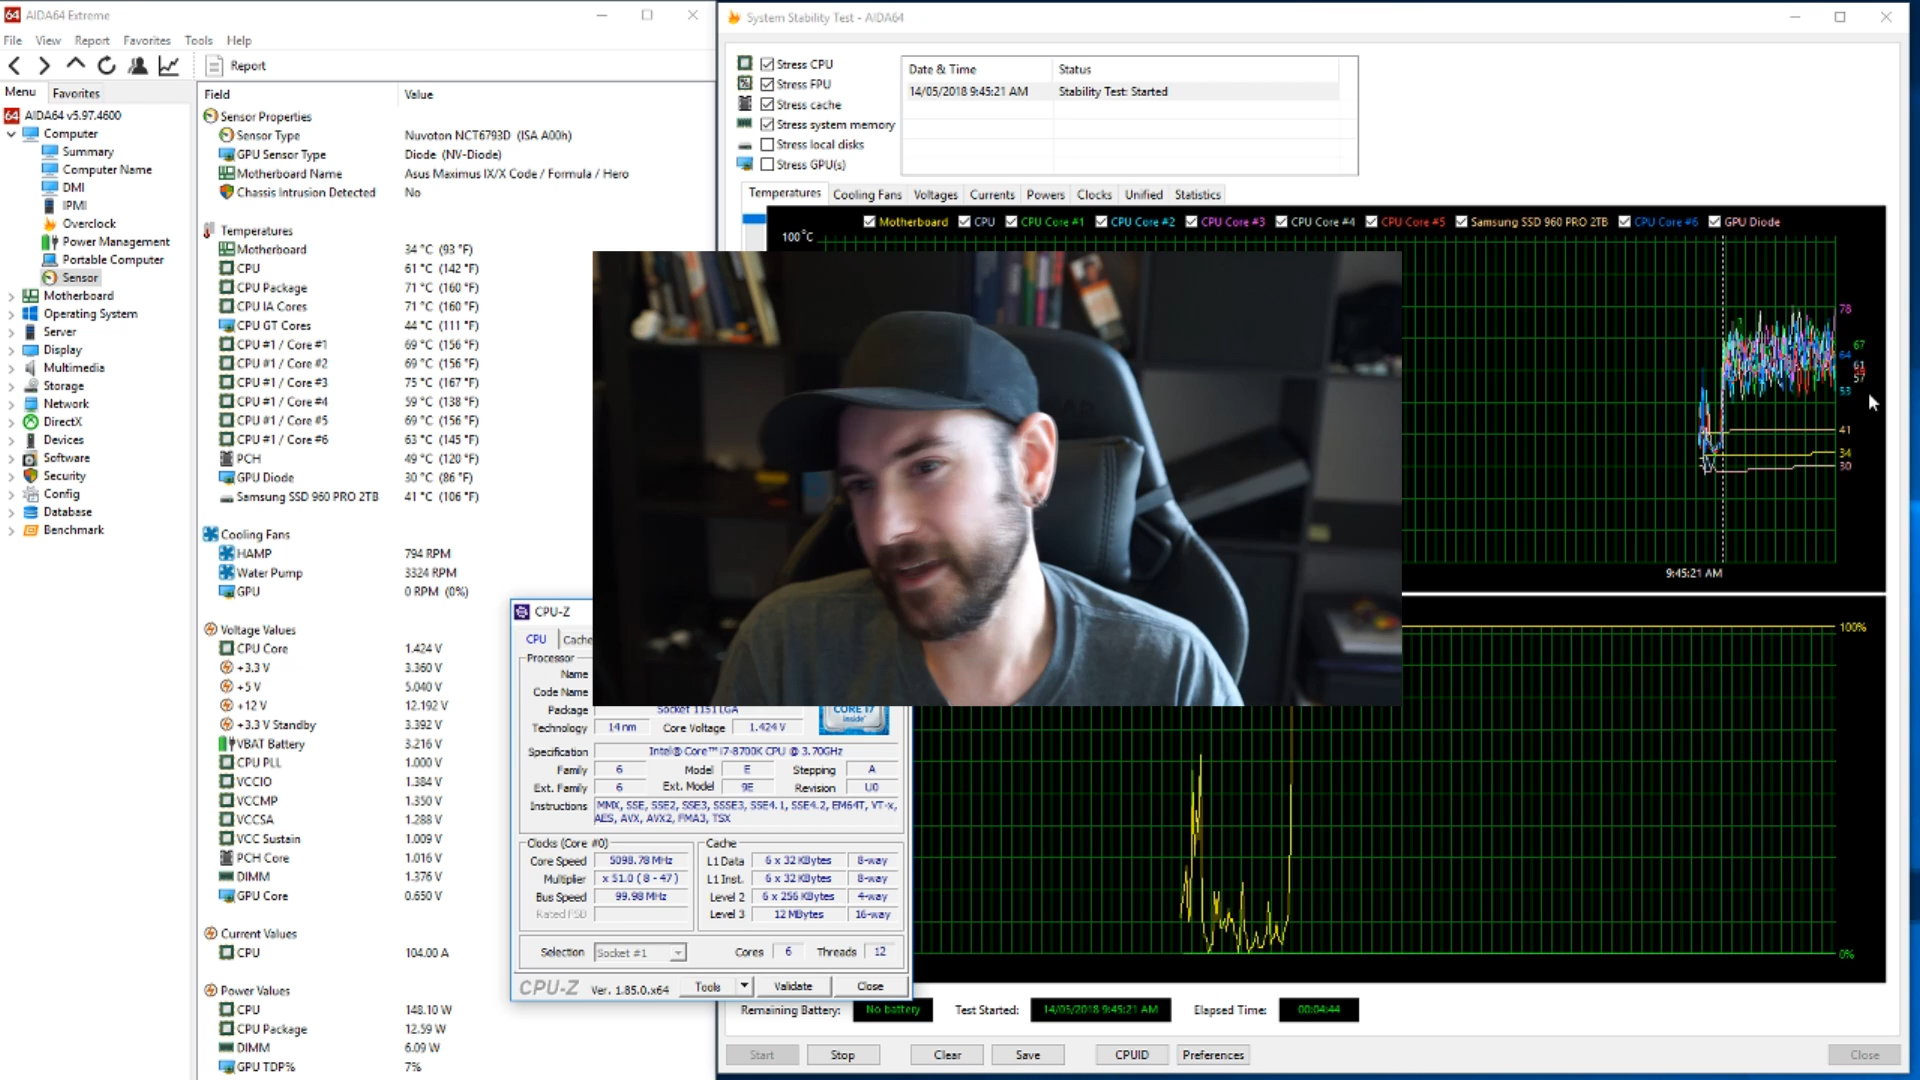 AIDA64 Extreme
File View Report Favorites Tools Help
Report
Menu Favorites
AIDA64 v5.97.4600
Computer
Summary
Computer Name
DMI
IPMI
Overclock
Power Management
Portable Computer
Sensor
Motherboard
Operating System
Server
Display
Multimedia
Storage
Network
DirectX
Devices
Software
Security
Config
Database
Benchmark
Field Value
Sensor Properties
Sensor Type Nuvoton NCT6793D (ISA A00h)
GPU Sensor Type Diode (NV-Diode)
Motherboard Name Asus Maximus IX/X Code / Formula / Hero
Chassis Intrusion Detected No
Temperatures
Motherboard 34 °C (93 °F)
CPU 61 °C (142 °F)
CPU Package 71 °C (160 °F)
CPU IA Cores 71 °C (160 °F)
CPU GT Cores 44 °C (111 °F)
CPU #1 / Core #1 69 °C (156 °F)
CPU #1 / Core #2 69 °C (156 °F)
CPU #1 / Core #3 75 °C (167 °F)
CPU #1 / Core #4 59 °C (138 °F)
CPU #1 / Core #5 69 °C (156 °F)
CPU #1 / Core #6 63 °C (145 °F)
PCH 49 °C (120 °F)
GPU Diode 30 °C (86 °F)
Samsung SSD 960 PRO 2TB 41 °C (106 °F)
Cooling Fans
HAMP 794 RPM
Water Pump 3324 RPM
GPU 0 RPM (0%)
Voltage Values
CPU Core 1.424 V
+3.3 V 3.360 V
+5 V 5.040 V
+12 V 12.192 V
+3.3 V Standby 3.392 V
VBAT Battery 3.216 V
CPU PLL 1.000 V
VCCIO 1.384 V
VCCMP 1.350 V
VCCSA 1.288 V
VCC Sustain 1.009 V
PCH Core 1.016 V
DIMM 1.376 V
GPU Core 0.650 V
Current Values
CPU 104.00 A
Power Values
CPU 148.10 W
CPU Package 12.59 W
DIMM 6.09 W
GPU TDP% 7%
System Stability Test - AIDA64
Stress CPU
Stress FPU
Stress cache
Stress system memory
Stress local disks
Stress GPU(s)
Date & Time Status
14/05/2018 9:45:21 AM Stability Test: Started
Temperatures Cooling Fans Voltages Currents Powers Clocks Unified Statistics
Motherboard CPU CPU Core #1 CPU Core #2 CPU Core #3 CPU Core #4 CPU Core #5 Samsung SSD 960 PRO 2TB CPU Core #6 GPU Diode
100°C
78
67
64
61
57
53
41
34
30
9:45:21 AM
100%
0%
CPU-Z
CPU Cache
Processor
Name
Code Name
Package Socket 1151 LGA
Technology 14 nm Core Voltage 1.424 V
CORE i7
inside
Specification Intel® Core™ i7-8700K CPU @ 3.70GHz
Family 6 Model E Stepping A
Ext. Family 6 Ext. Model 9E Revision U0
Instructions MMX, SSE, SSE2, SSE3, SSSE3, SSE4.1, SSE4.2, EM64T, VT-x,
AES, AVX, AVX2, FMA3, TSX
Clocks (Core #0) Cache
Core Speed 5098.78 MHz L1 Data 6 x 32 KBytes 8-way
Multiplier x 51.0 ( 8 - 47 ) L1 Inst. 6 x 32 KBytes 8-way
Bus Speed 99.98 MHz Level 2 6 x 256 KBytes 4-way
Rated FSB Level 3 12 MBytes 16-way
Selection Socket #1 Cores 6 Threads 12
CPU-Z Ver. 1.85.0.x64 Tools Validate Close
Remaining Battery: No battery Test Started: 14/05/2018 9:45:21 AM Elapsed Time: 00:04:44
Start Stop Clear Save CPUID Preferences Close